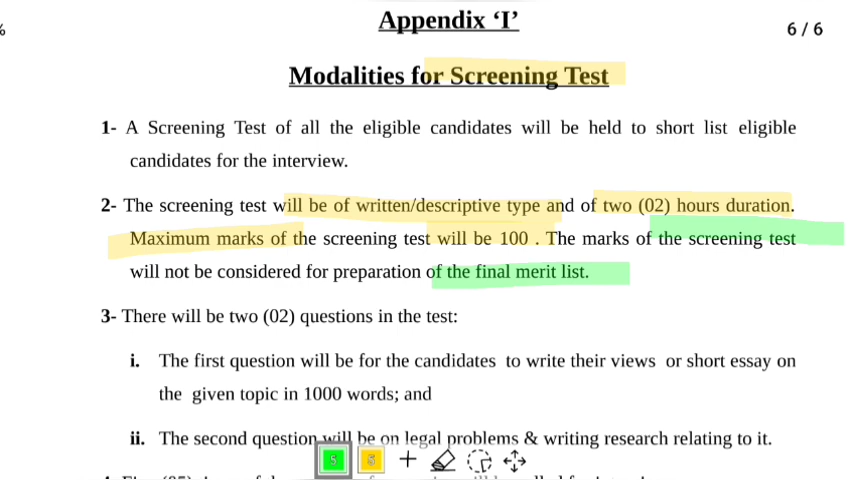 Appendix ‘I’
6 / 6
Modalities for Screening Test
1- A Screening Test of all the eligible candidates will be held to short list eligible
candidates for the interview.
2- The screening test will be of written/descriptive type and of two (02) hours duration.
Maximum marks of the screening test will be 100 . The marks of the screening test
will not be considered for preparation of the final merit list.
3- There will be two (02) questions in the test:
i. The first question will be for the candidates to write their views or short essay on
the given topic in 1000 words; and
ii. The second question will be on legal problems & writing research relating to it.